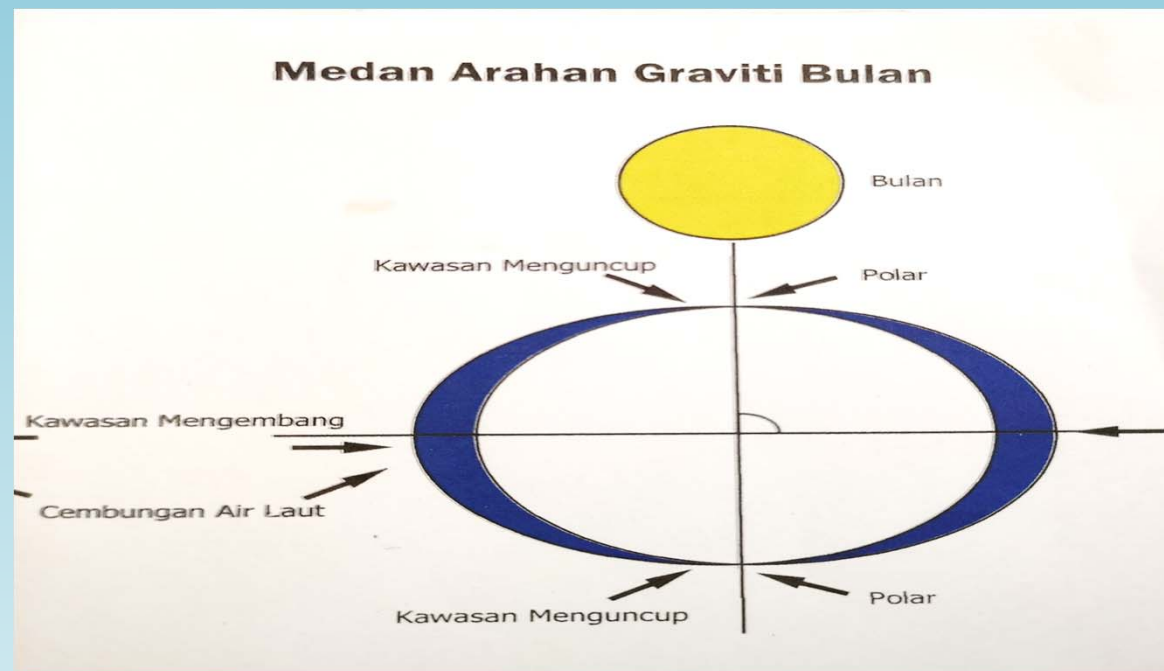 Medan Arahan Graviti Bulan
Bulan
Kawasan Menguncup
Polar
Kawasan Mengembang
Cembungan Air Laut
Kawasan Menguncup
Polar